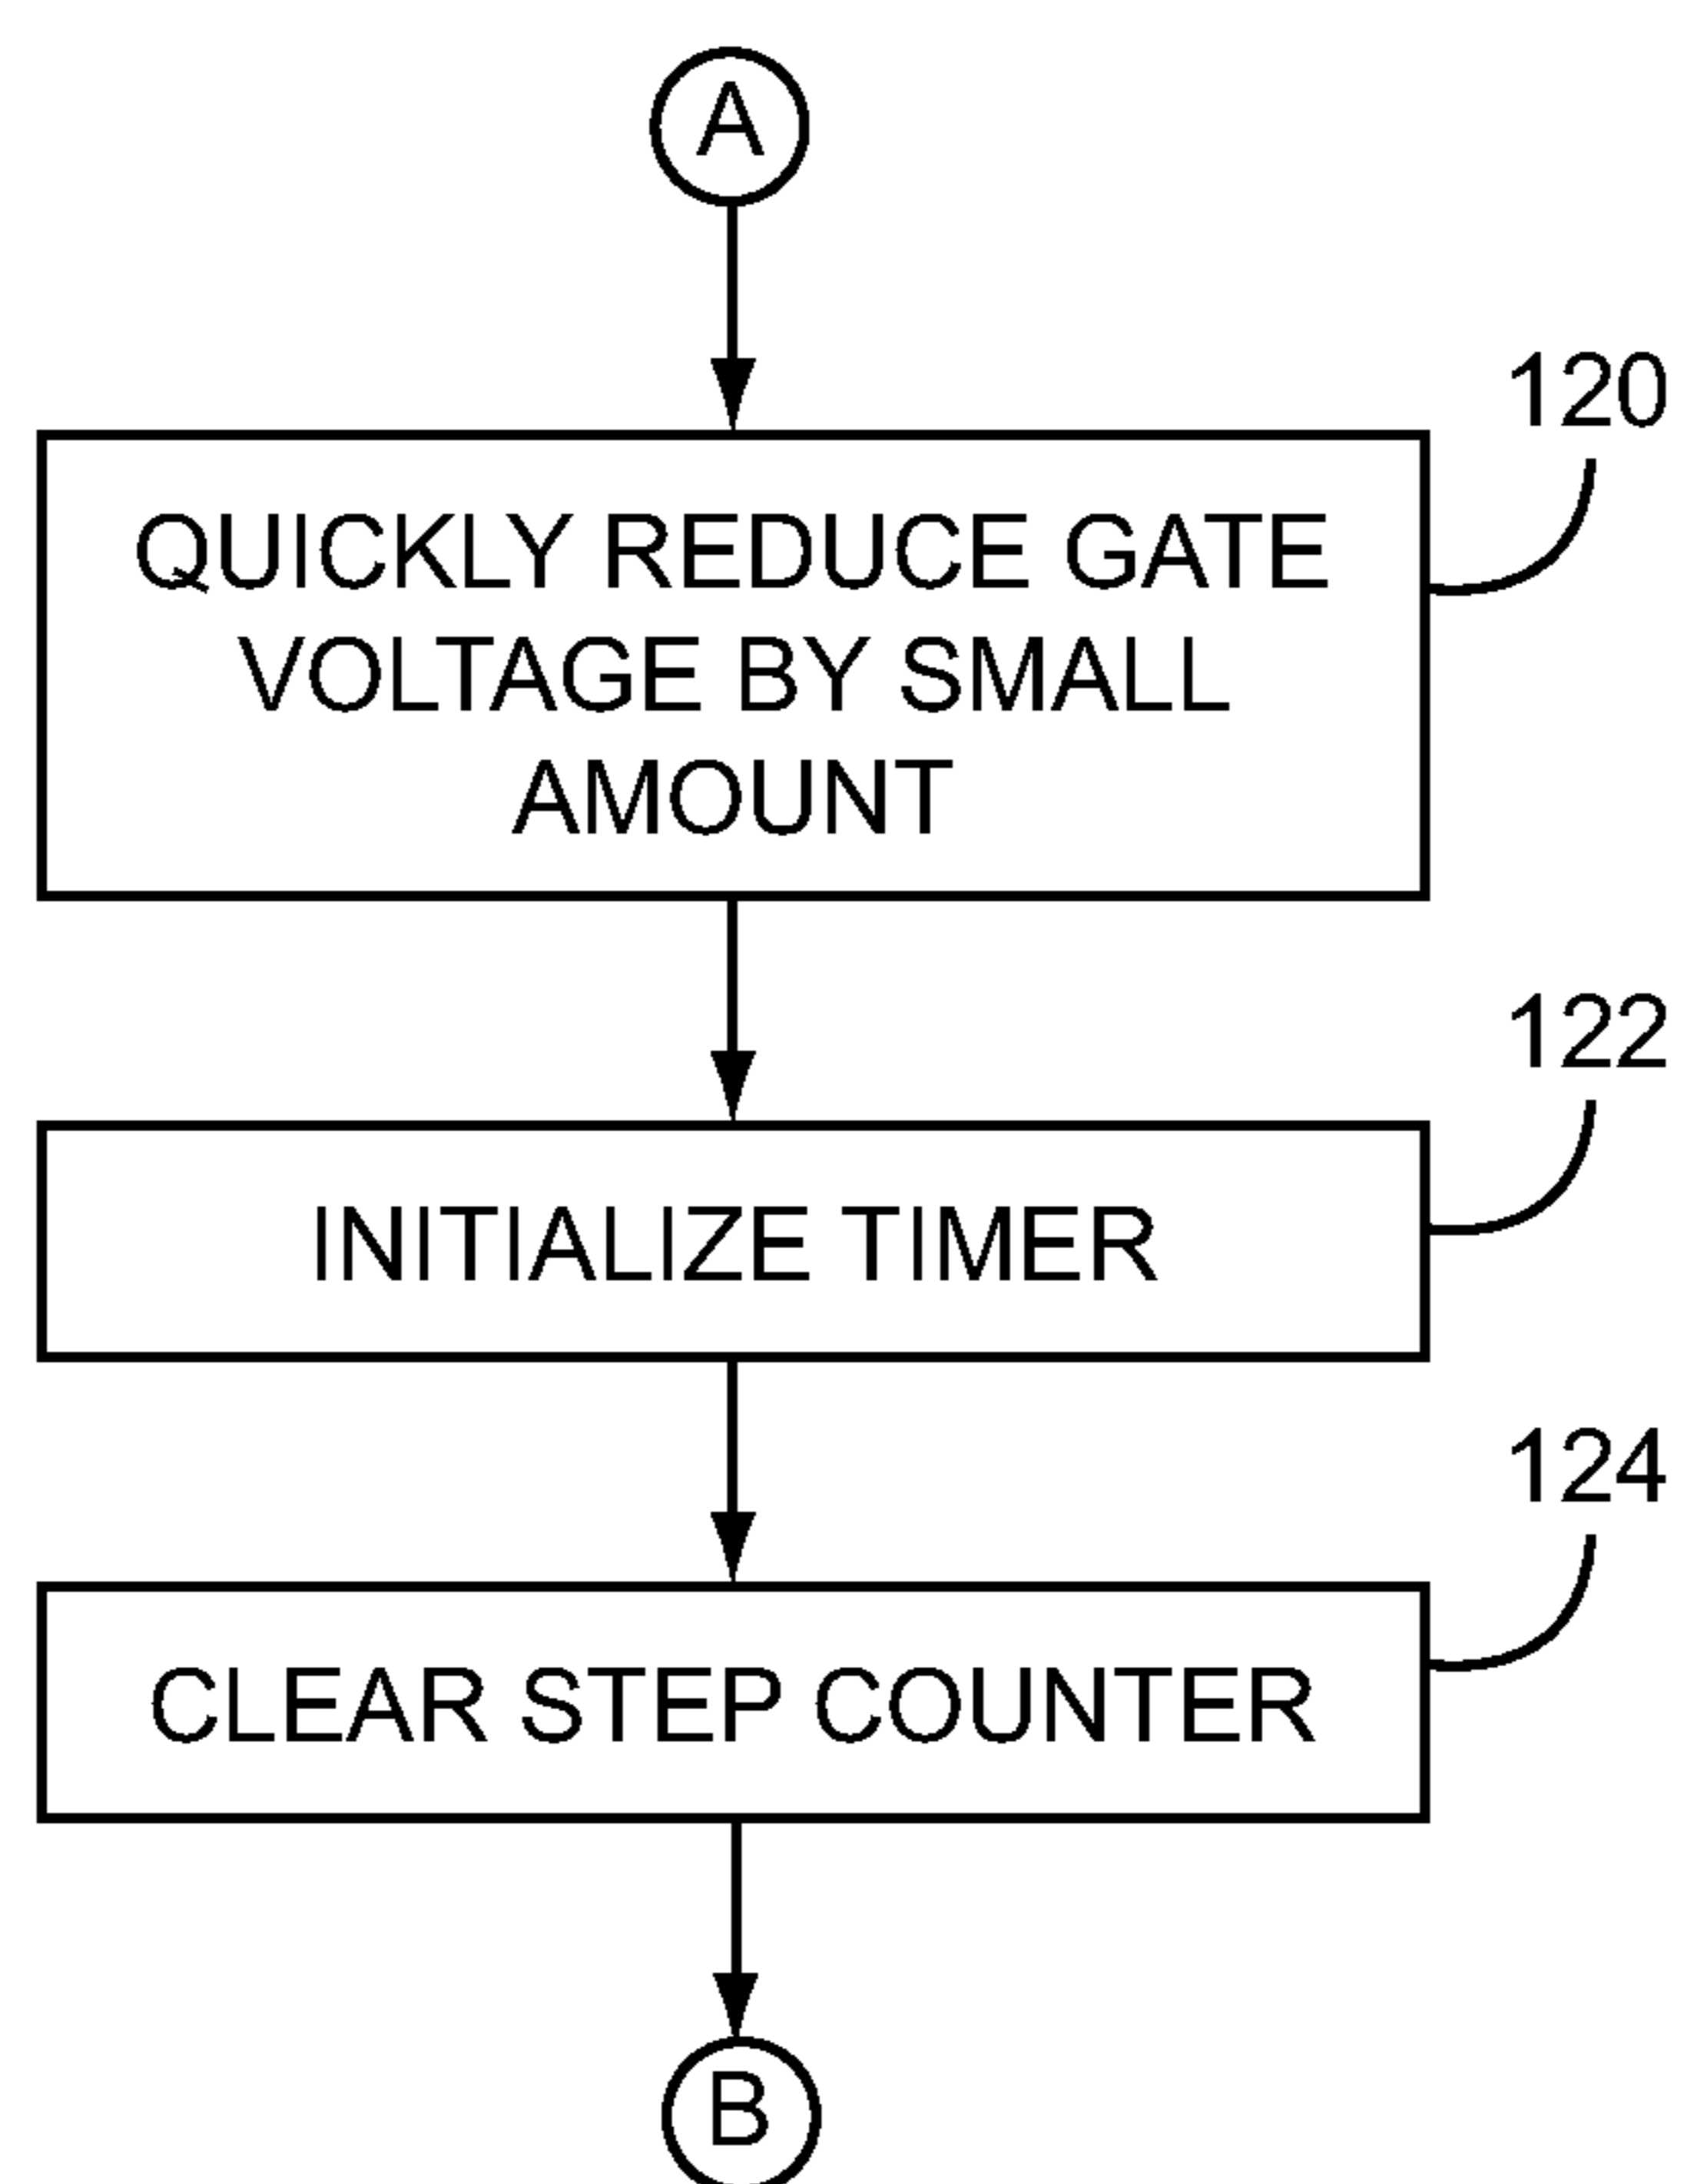 A
120
QUICKLY REDUCE GATE
VOLTAGE BY SMALL
AMOUNT
122
INITIALIZE TIMER
124
CLEAR STEP COUNTER
B